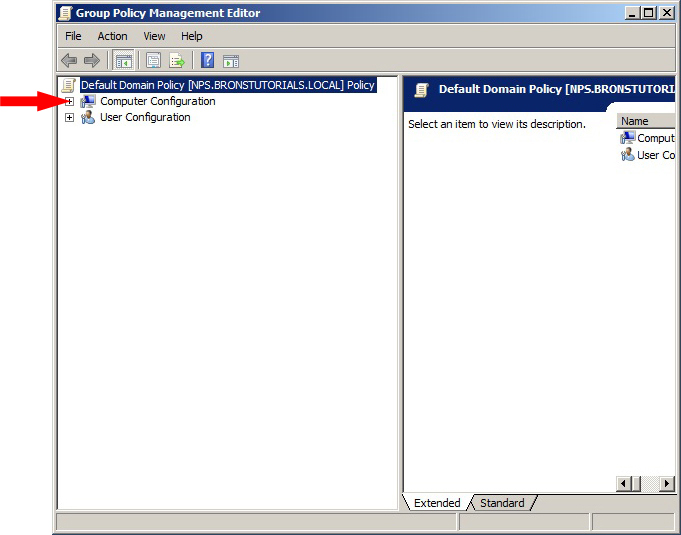 Group Policy Management Editor
File Action View Help
Default Domain Policy [NPS.BRONSTUTORIALS.LOCAL] Policy
Computer Configuration
User Configuration
Default Domain Policy [NPS.BRONSTUTORIAL
Select an item to view its description.
Name
Comput
User Co
Extended Standard